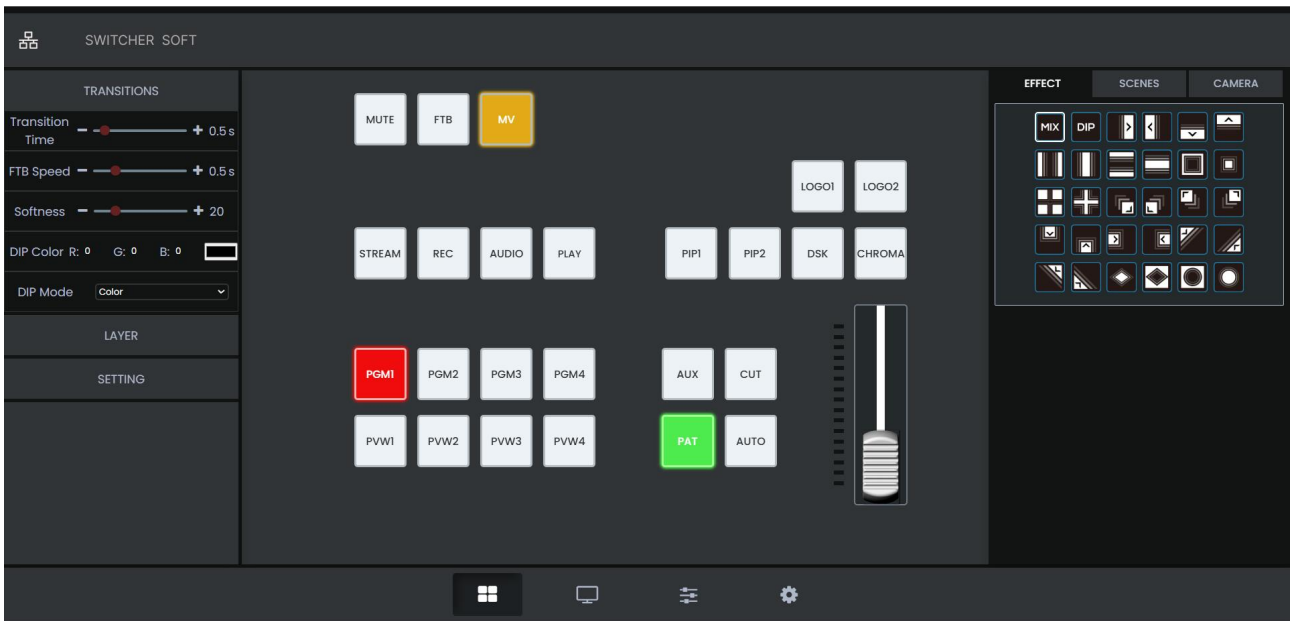 SWITCHER SOFT
TRANSITIONS
Transition Time 0.5 s
FTB Speed 0.5 s
Softness 20
DIP Color R: 0 G: 0 B: 0
DIP Mode Color
LAYER
SETTING
MUTE FTB MV
LOGO1 LOGO2
STREAM REC AUDIO PLAY PIP1 PIP2 DSK CHROMA
PGM1 PGM2 PGM3 PGM4 AUX CUT
PVW1 PVW2 PVW3 PVW4 PAT AUTO
EFFECT SCENES CAMERA
MIX DIP